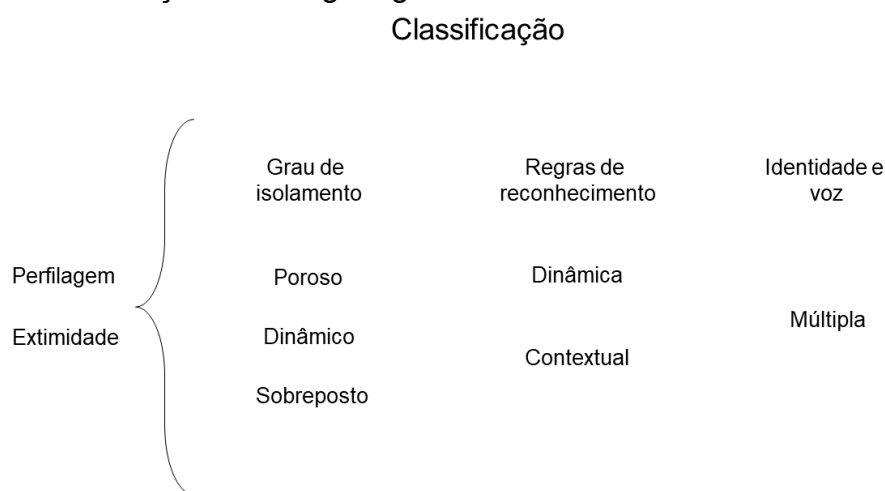 Classificação
Grau de
isolamento
Regras de
reconhecimento
Identidade e
voz
Perfilagem
Extimidade
Poroso
Dinâmico
Sobreposto
Dinâmica
Contextual
Múltipla